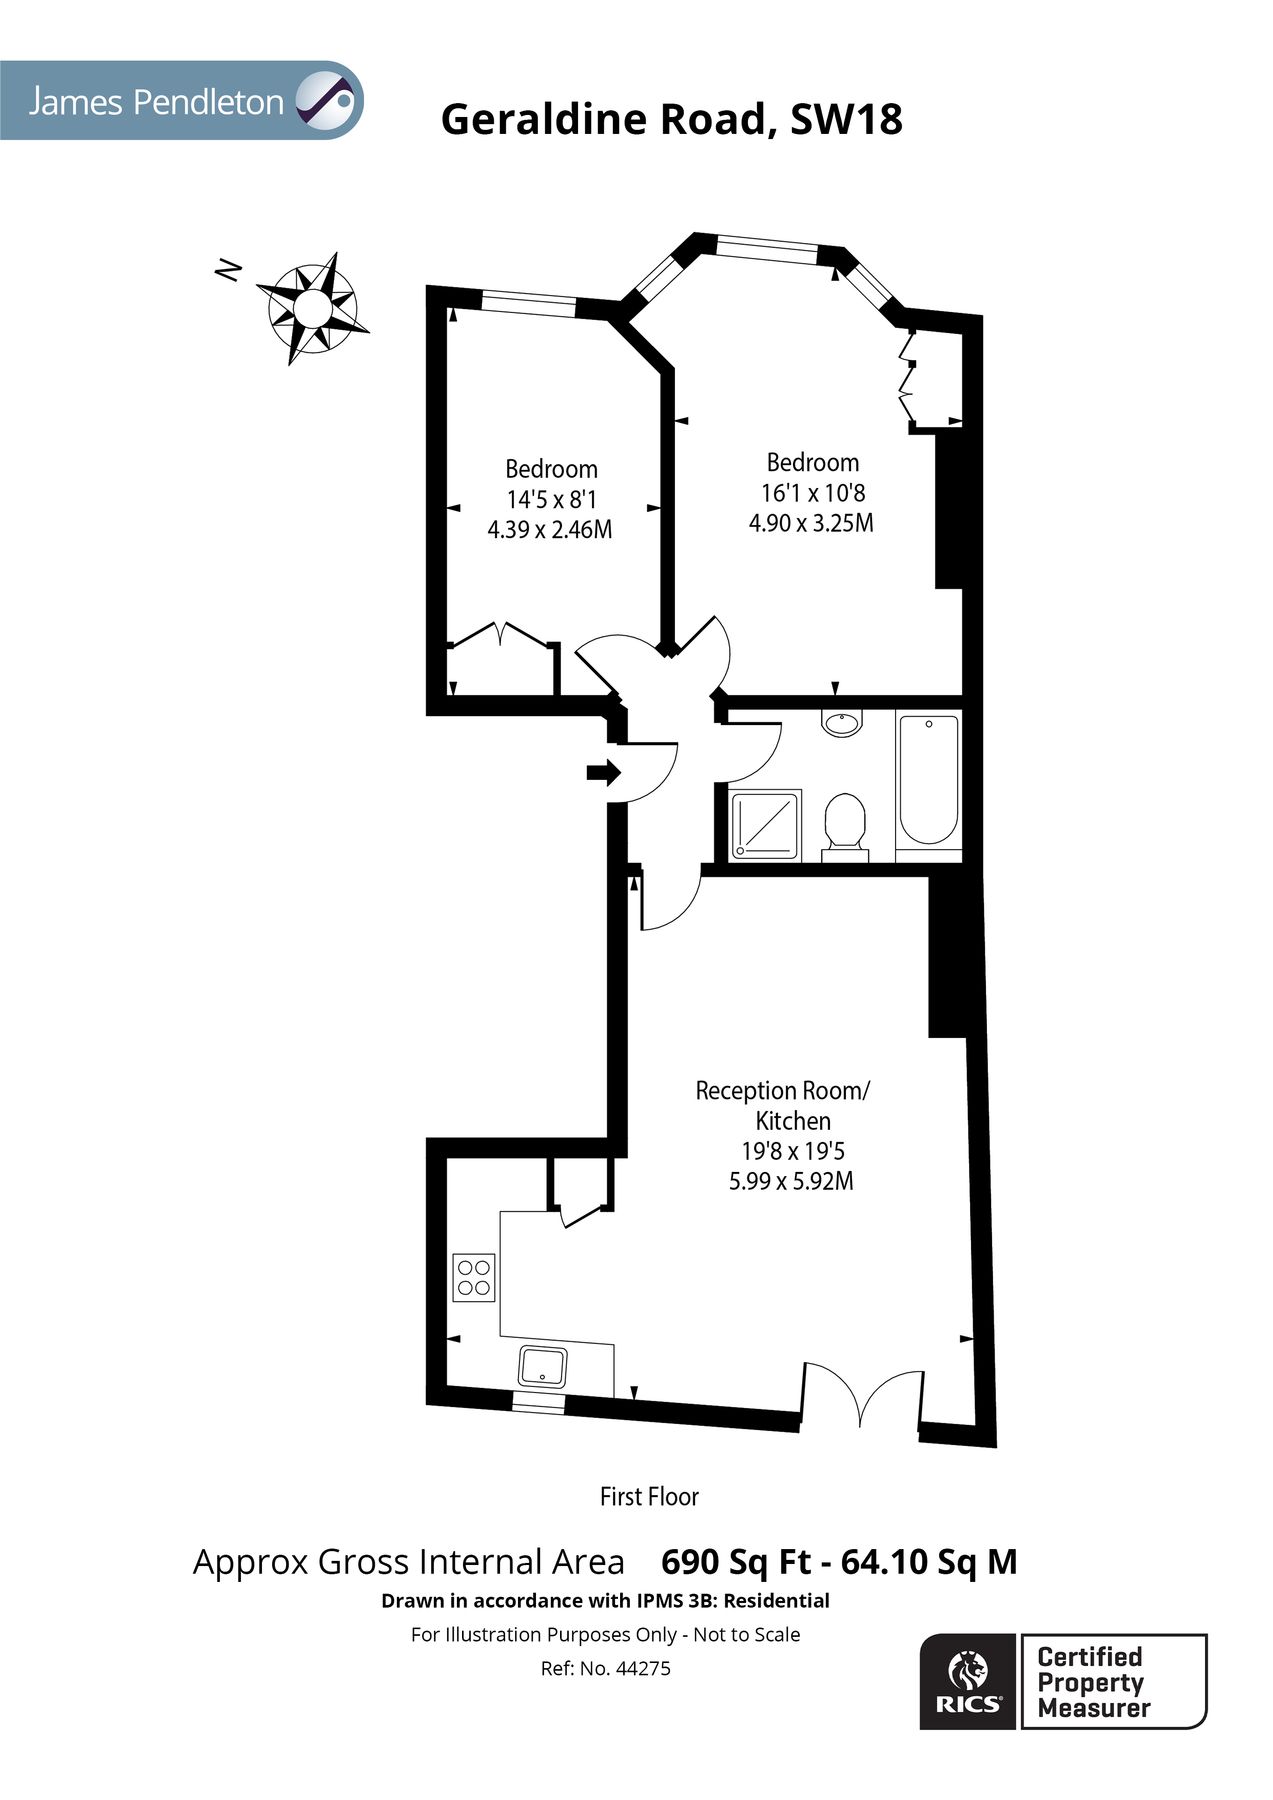 James Pendleton
Geraldine Road, SW18
N
Bedroom
14'5 x 8'1
4.39 x 2.46M
Bedroom
16'1 x 10'8
4.90 x 3.25M
Reception Room/
Kitchen
19'8 x 19'5
5.99 x 5.92M
First Floor
Approx Gross Internal Area 690 Sq Ft - 64.10 Sq M
Drawn in accordance with IPMS 3B: Residential
For Illustration Purposes Only - Not to Scale
Ref: No. 44275
RICS®
Certified
Property
Measurer